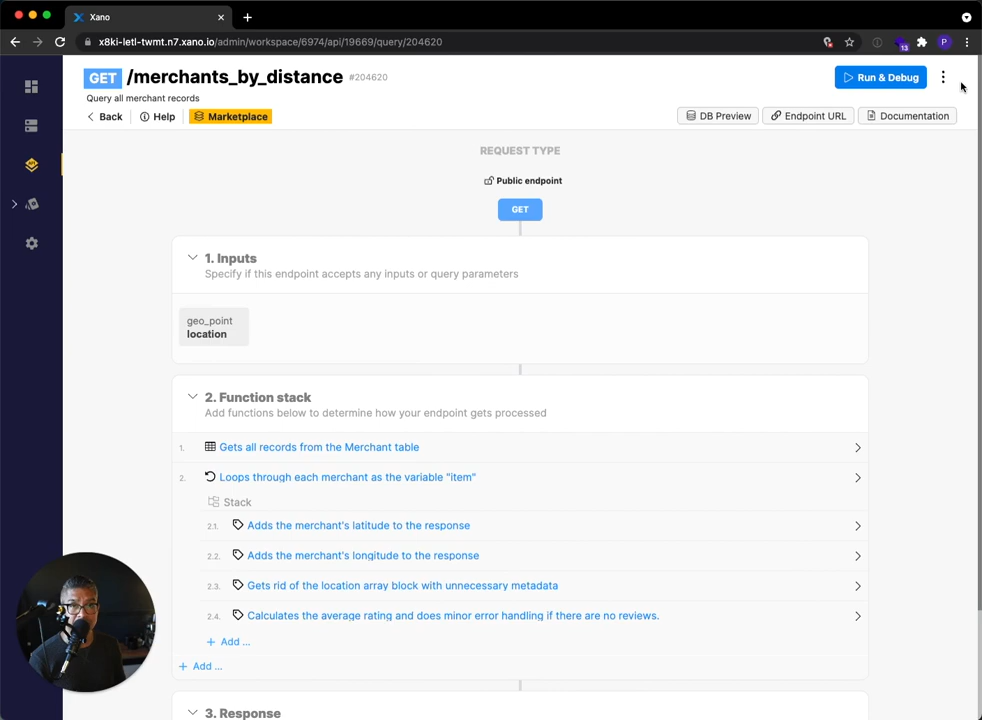 Xano
x8ki-letl-twmt.n7.xano.io/admin/workspace/6974/api/19669/query/204620
13
P
GET /merchants_by_distance #204620
Run & Debug
Query all merchant records
Back
Help
Marketplace
DB Preview
Endpoint URL
Documentation
REQUEST TYPE
Public endpoint
GET
1. Inputs
Specify if this endpoint accepts any inputs or query parameters
geo_point
location
2. Function stack
Add functions below to determine how your endpoint gets processed
1. Gets all records from the Merchant table
2. Loops through each merchant as the variable "item"
Stack
2.1. Adds the merchant's latitude to the response
2.2. Adds the merchant's longitude to the response
2.3. Gets rid of the location array block with unnecessary metadata
2.4. Calculates the average rating and does minor error handling if there are no reviews.
+ Add ...
+ Add ...
3. Response